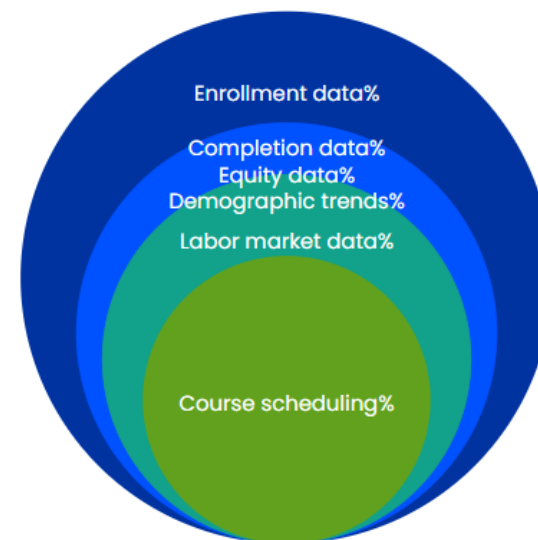 Enrollment data%
Completion data%
Equity data%
Demographic trends%
Labor market data%
Course scheduling%